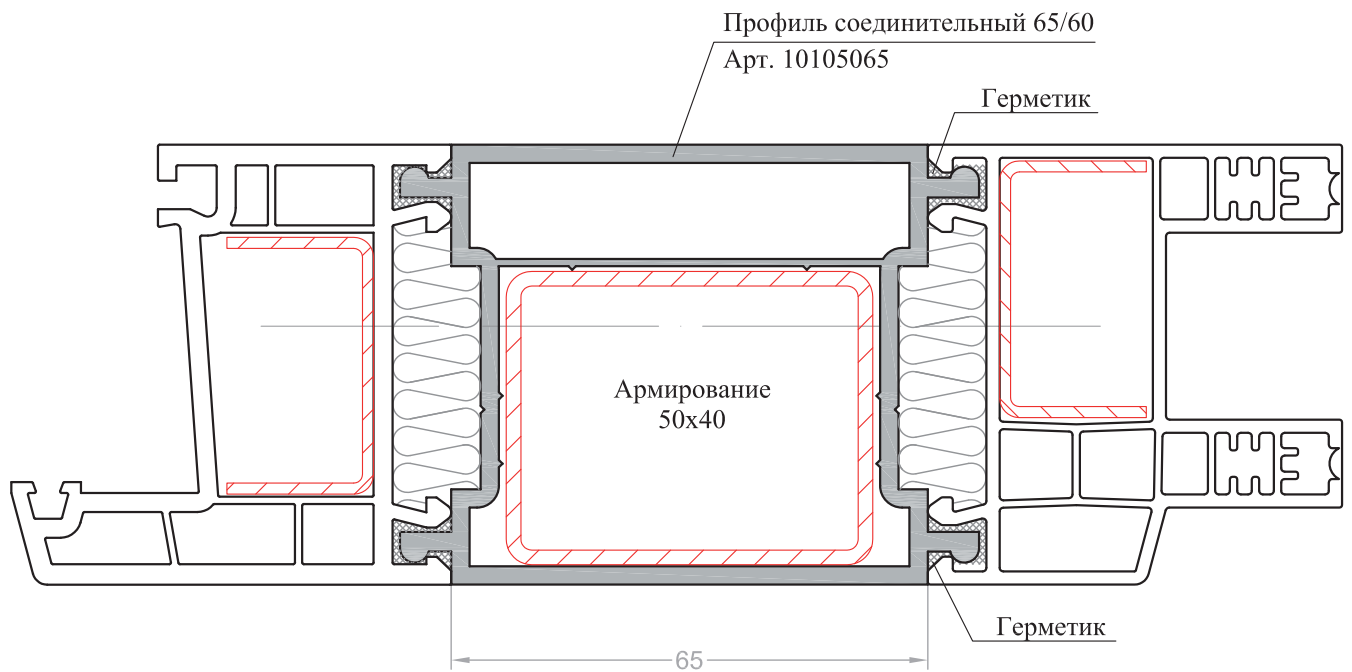 Профиль соединительный 65/60
Арт. 10105065
Герметик
Армирование
50х40
Герметик
65